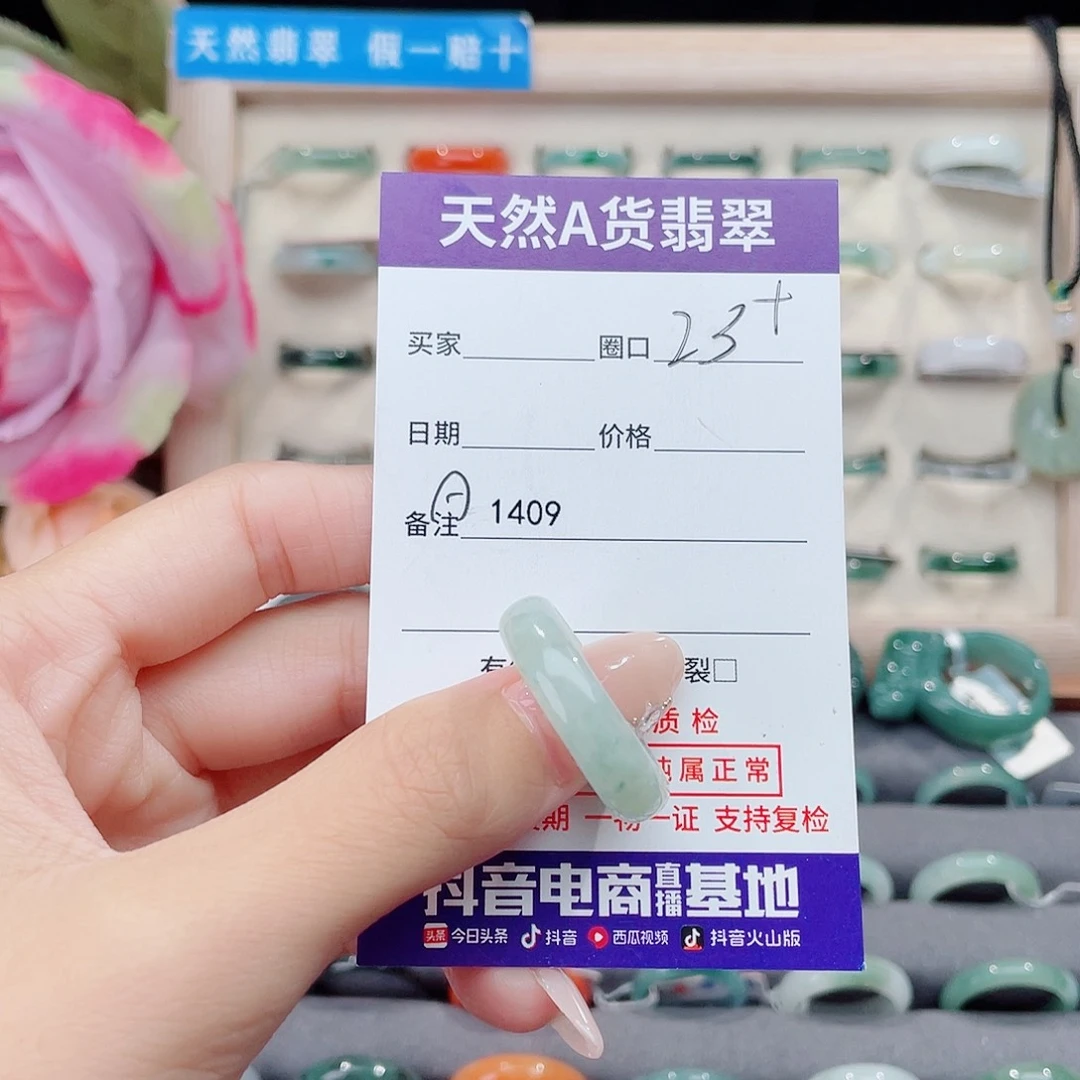 天然翡翠 假一赔十
天然A货翡翠
买家 圈口 23+
日期 价格
备注 1409
裂□
质检
属正常
一物一证 支持复检
抖音电商直播基地
头条 今日头条 抖音 西瓜视频 抖音火山版